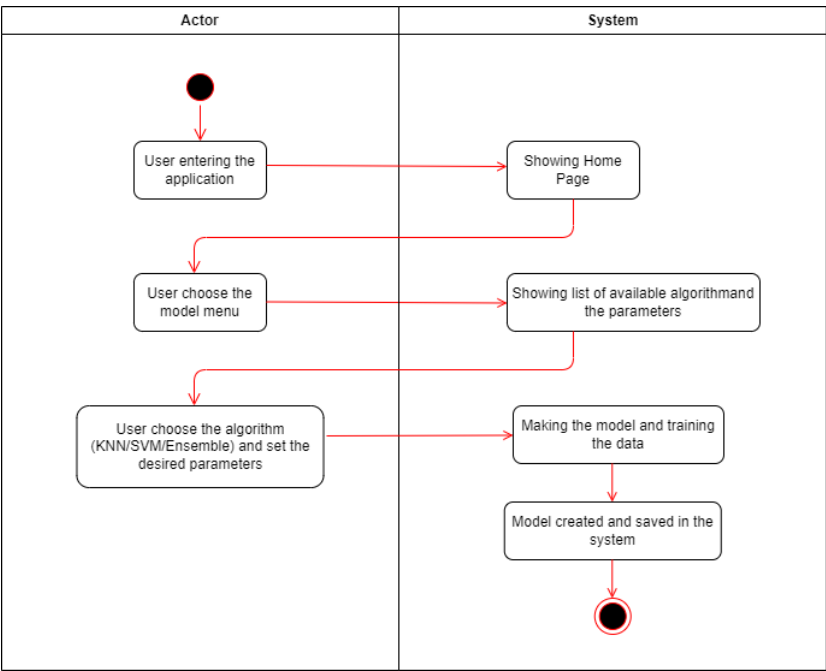 Actor
System
User entering the
application
Showing Home
Page
User choose the
model menu
Showing list of available algorithmand
the parameters
User choose the algorithm
(KNN/SVM/Ensemble) and set the
desired parameters
Making the model and training
the data
Model created and saved in the
system